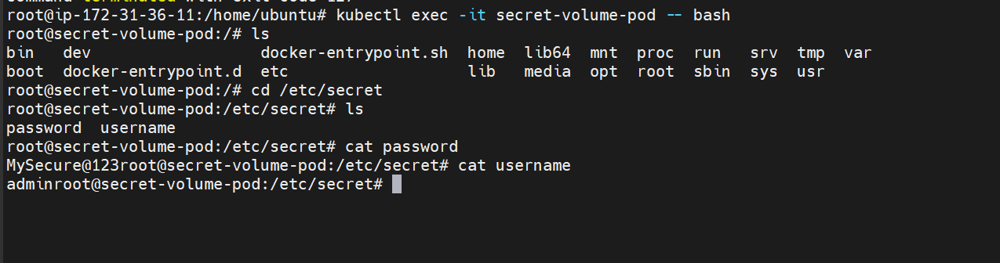 root@ip-172-31-36-11:/home/ubuntu# kubectl exec -it secret-volume-pod -- bash
root@secret-volume-pod:/# ls
bin   dev                   docker-entrypoint.sh  home  lib64  mnt  proc  run   srv  tmp  var
boot  docker-entrypoint.d  etc                   lib   media  opt  root  sbin  sys  usr
root@secret-volume-pod:/# cd /etc/secret
root@secret-volume-pod:/etc/secret# ls
password  username
root@secret-volume-pod:/etc/secret# cat password
MySecure@123root@secret-volume-pod:/etc/secret# cat username
adminroot@secret-volume-pod:/etc/secret#